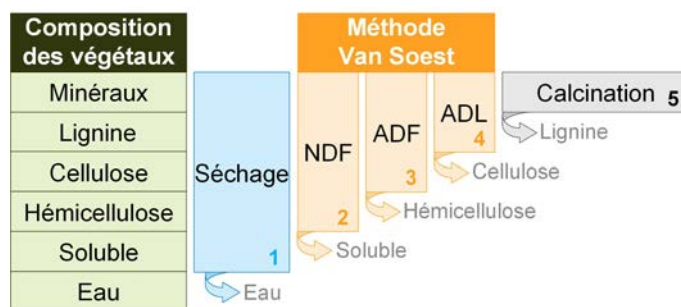 Composition
des végétaux
Méthode
Van Soest
Minéraux
Lignine
Cellulose
Hémicellulose
Soluble
Eau
Séchage
1
Eau
NDF
2
Soluble
ADF
3
Hémicellulose
ADL
4
Cellulose
Calcination 5
Lignine